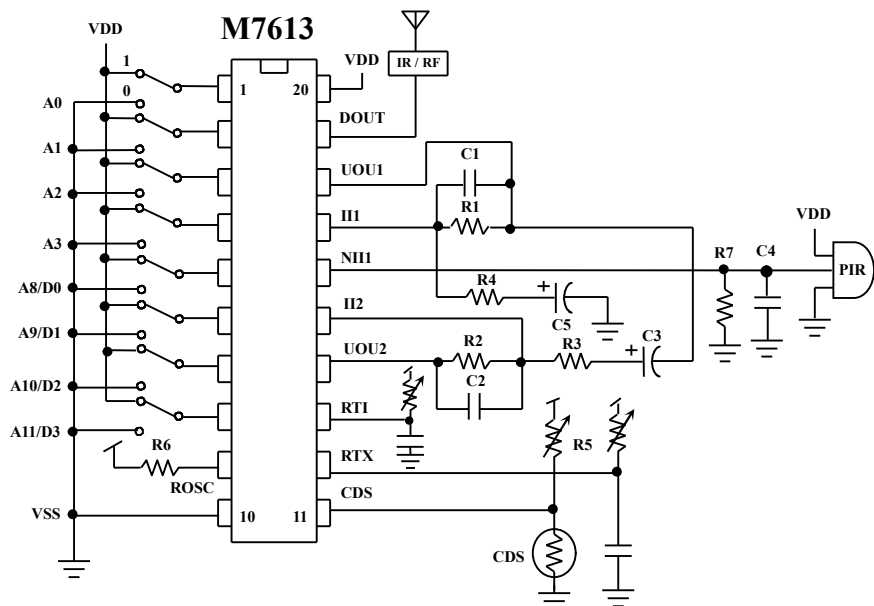 M7613
VDD
1
0
A0
A1
A2
A3
A8/D0
A9/D1
A10/D2
A11/D3
R6
ROSC
VSS
1
20
10
11
VDD
IR / RF
DOUT
UOU1
II1
NII1
II2
UOU2
RTI
RTX
CDS
C1
R1
R4
C5
+
R2
C2
R3
+
C3
R7
C4
VDD
PIR
R5
CDS